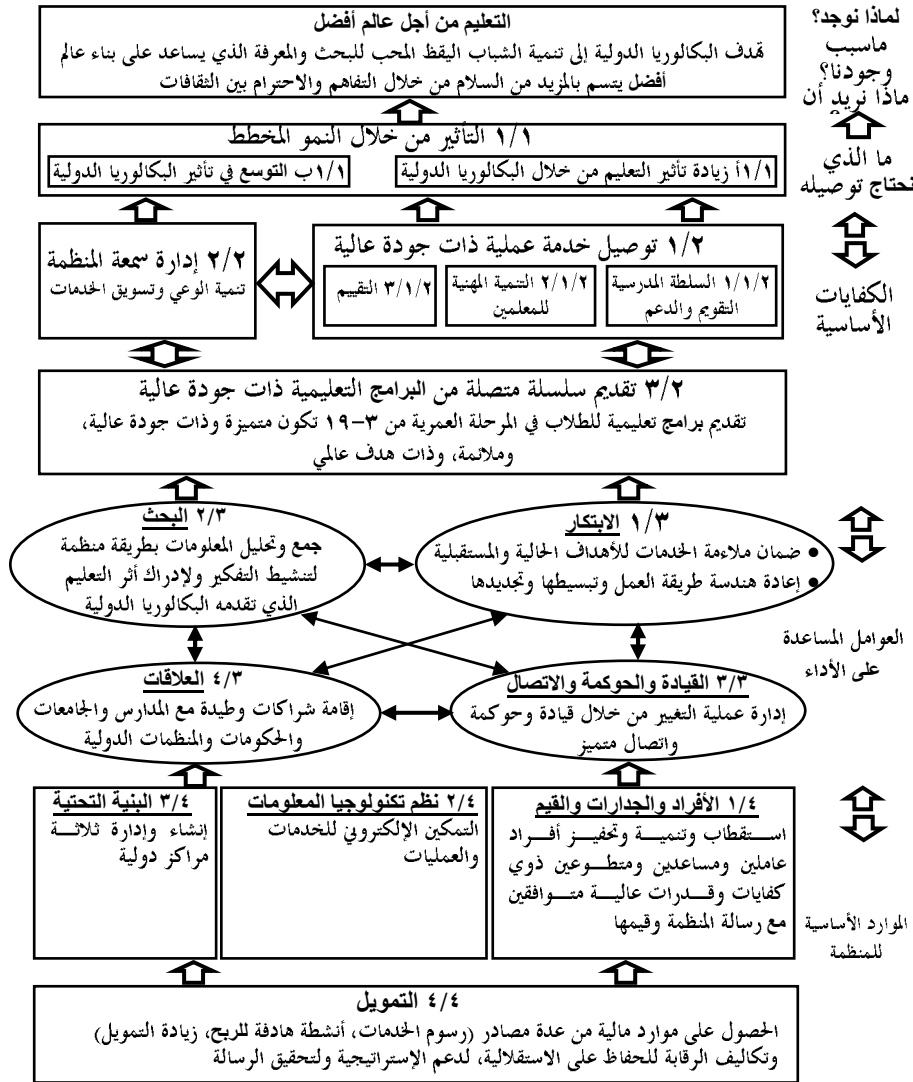 لماذا نوجد؟
ماسبب
وجودنا؟
ماذا نريد أن
التعليم من أجل عالم أفضل
تهدف البكالوريا الدولية إلى تنمية الشباب اليقظ المحب للبحث والمعرفة الذي يساعد على بناء عالم
أفضل يتسم بالمزيد من السلام من خلال التفاهم والاحترام بين الثقافات
ما الذي
نحتاج توصيله
١/١ التأثير من خلال النمو المخطط
١/١أ زيادة تأثير التعليم من خلال البكالوريا الدولية
١/١ب التوسع في تأثير البكالوريا الدولية
الكفايات
الأساسية
١/٢ توصيل خدمة عملية ذات جودة عالية
١/١/٢ السلطة المدرسية
التقويم والدعم
٢/١/٢ التنمية المهنية
للمعلمين
٣/١/٢ التقييم
٢/٢ إدارة سمعة المنظمة
تنمية الوعي وتسويق الخدمات
٣/٢ تقديم سلسلة متصلة من البرامج التعليمية ذات جودة عالية
تقديم برامج تعليمية للطلاب في المرحلة العمرية من ٣-١٩ تكون متميزة وذات جودة عالية،
وملائمة، وذات هدف عالمي
العوامل المساعدة
على الأداء
١/٣ الابتكار
• ضمان ملاءمة الخدمات للأهداف الحالية والمستقبلية
• إعادة هندسة طريقة العمل وتبسيطها وتجديدها
٢/٣ البحث
جمع وتحليل المعلومات بطريقة منظمة
لتنشيط التفكير ولإدراك أثر التعليم
الذي تقدمه البكالوريا الدولية
٣/٣ القيادة والحوكمة والاتصال
إدارة عملية التغيير من خلال قيادة وحوكمة
واتصال متميز
٤/٣ العلاقات
إقامة شراكات وطيدة مع المدارس والجامعات
والحكومات والمنظمات الدولية
الموارد الأساسية
للمنظمة
١/٤ الأفراد والجدارات والقيم
استقطاب وتنمية وتحفيز أفراد
عاملين ومساعدين ومتطوعين ذوي
كفايات وقدرات عالية متوافقين
مع رسالة المنظمة وقيمها
٢/٤ نظم تكنولوجيا المعلومات
التمكين الإلكتروني للخدمات
والعمليات
٣/٤ البنية التحتية
إنشاء وإدارة ثلاثة
مراكز دولية
٤/٤ التمويل
الحصول على موارد مالية من عدة مصادر (رسوم الخدمات، أنشطة هادفة للربح، زيادة التمويل)
وتكاليف الرقابة للحفاظ على الاستقلالية، لدعم الإستراتيجية ولتحقيق الرسالة